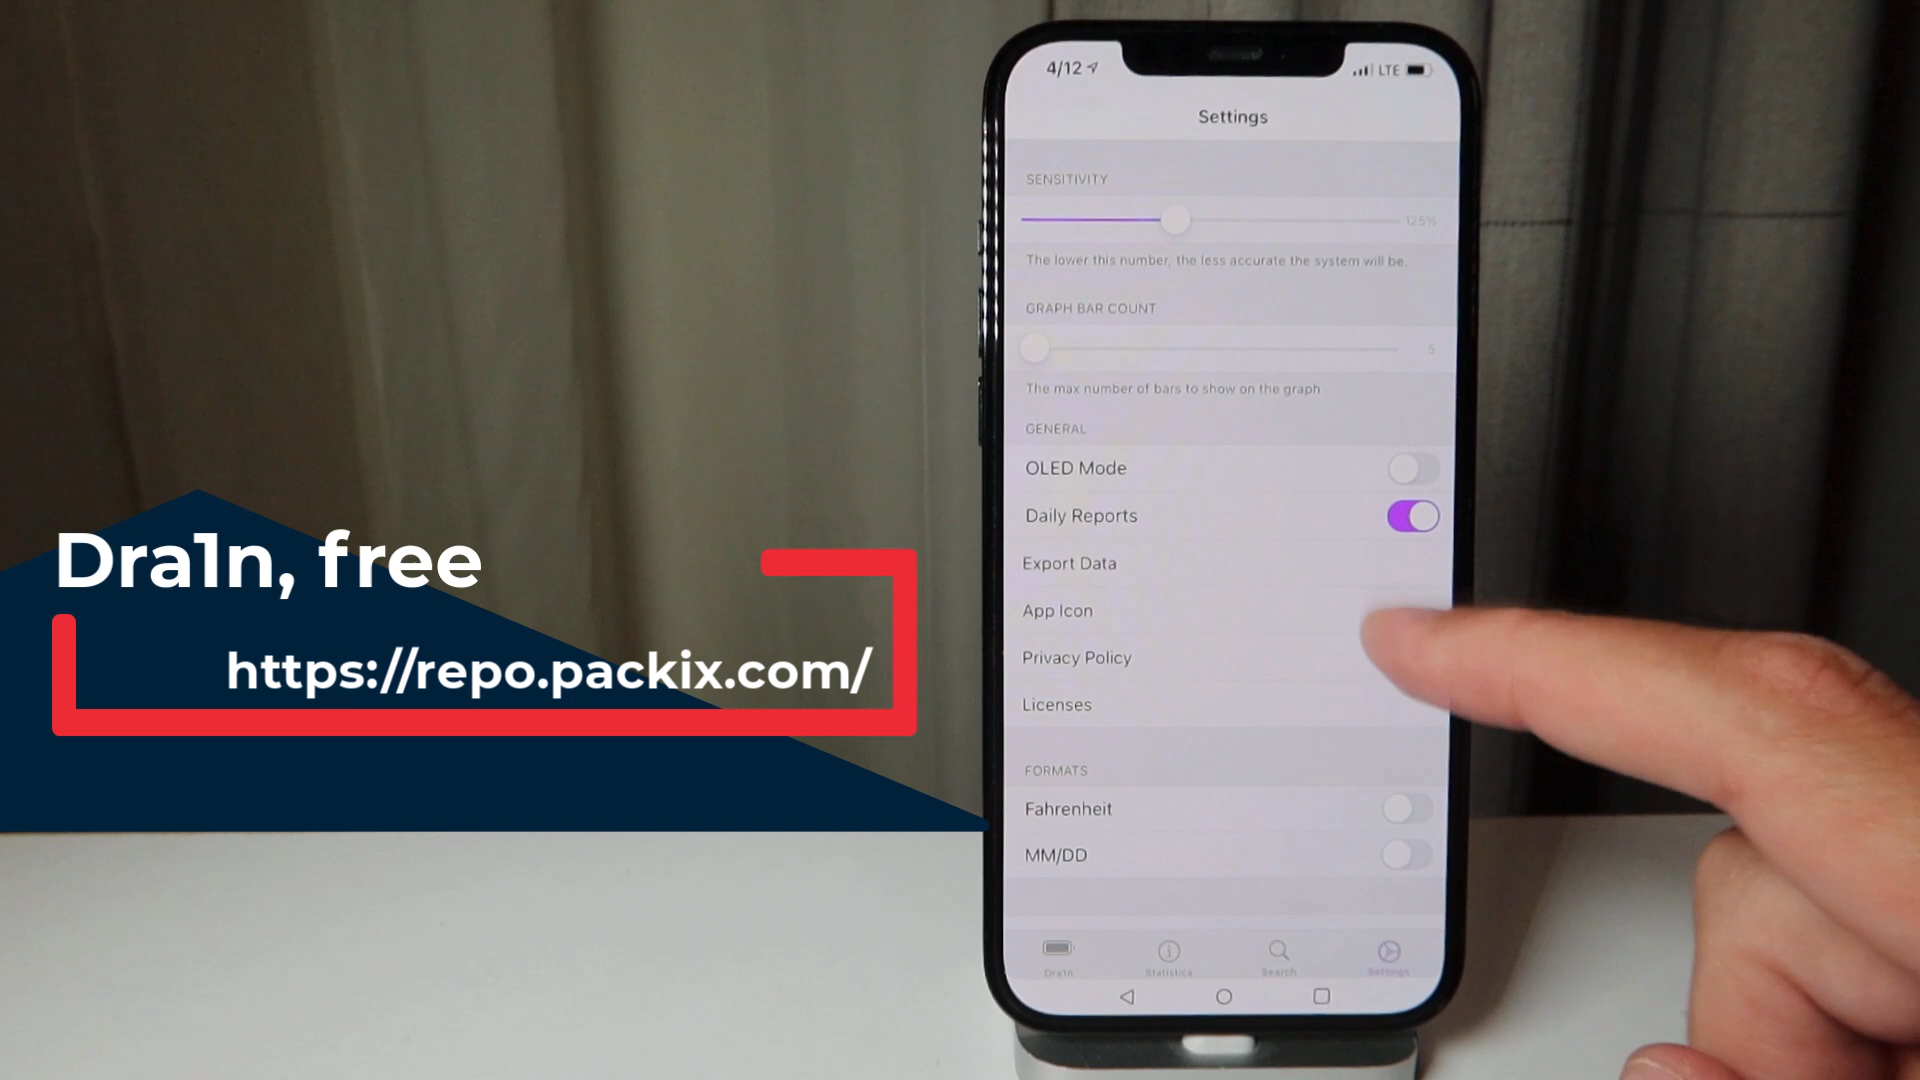 Dra1n, free
https://repo.packix.com/
4/12
LTE
Settings
SENSITIVITY
125%
The lower this number, the less accurate the system will be.
GRAPH BAR COUNT
5
The max number of bars to show on the graph
GENERAL
OLED Mode
Daily Reports
Export Data
App Icon
Privacy Policy
Licenses
FORMATS
Fahrenheit
MM/DD
Dra1n
Statistics
Search
Settings